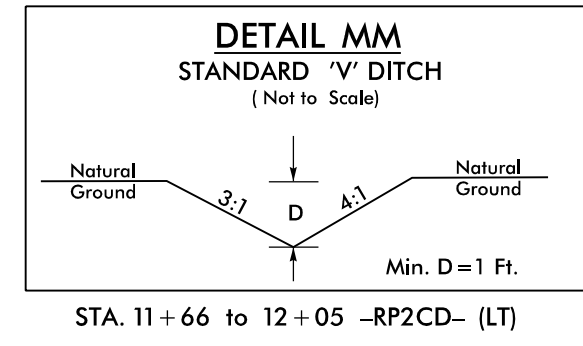 DETAIL MM
STANDARD 'V' DITCH
( Not to Scale)
Natural
Ground
3:1
D
4:1
Natural
Ground
Min. D=1 Ft.
STA. 11+66 to 12+05 –RP2CD– (LT)